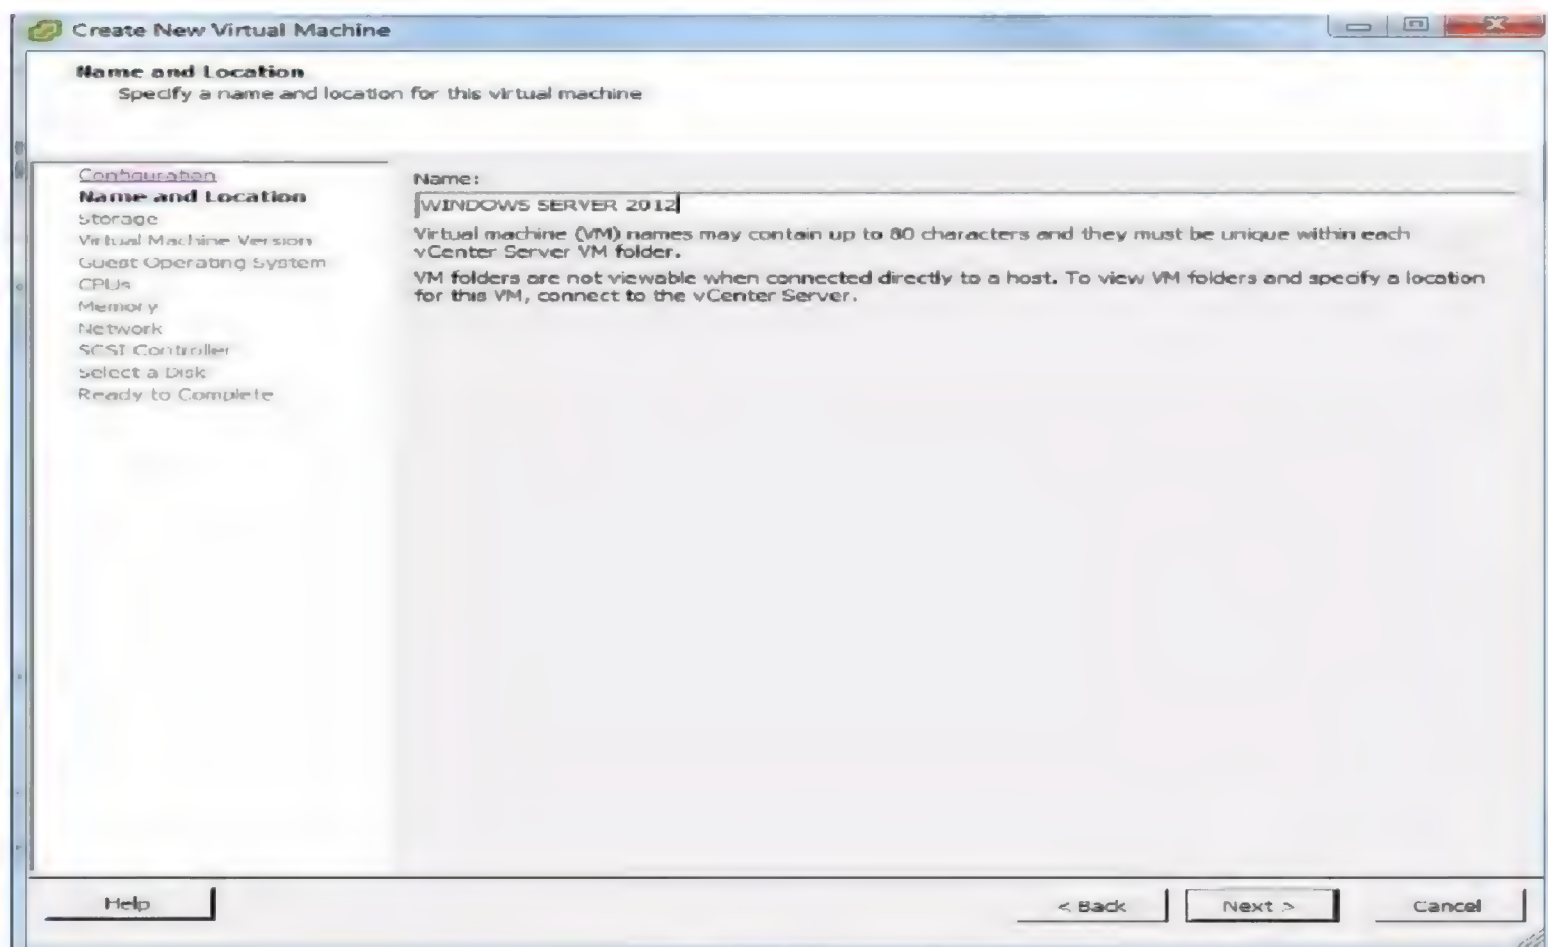 Create New Virtual Machine
Name and Location
Specify a name and location for this virtual machine
Configuration
Name and Location
Storage
Virtual Machine Version
Guest Operating System
CPUs
Memory
Network
SCSI Controller
Select a Disk
Ready to Complete
Name:
WINDOWS SERVER 2012
Virtual machine (VM) names may contain up to 80 characters and they must be unique within each
vCenter Server VM folder.
VM folders are not viewable when connected directly to a host. To view VM folders and specify a location
for this VM, connect to the vCenter Server.
Help
< Back
Next >
Cancel